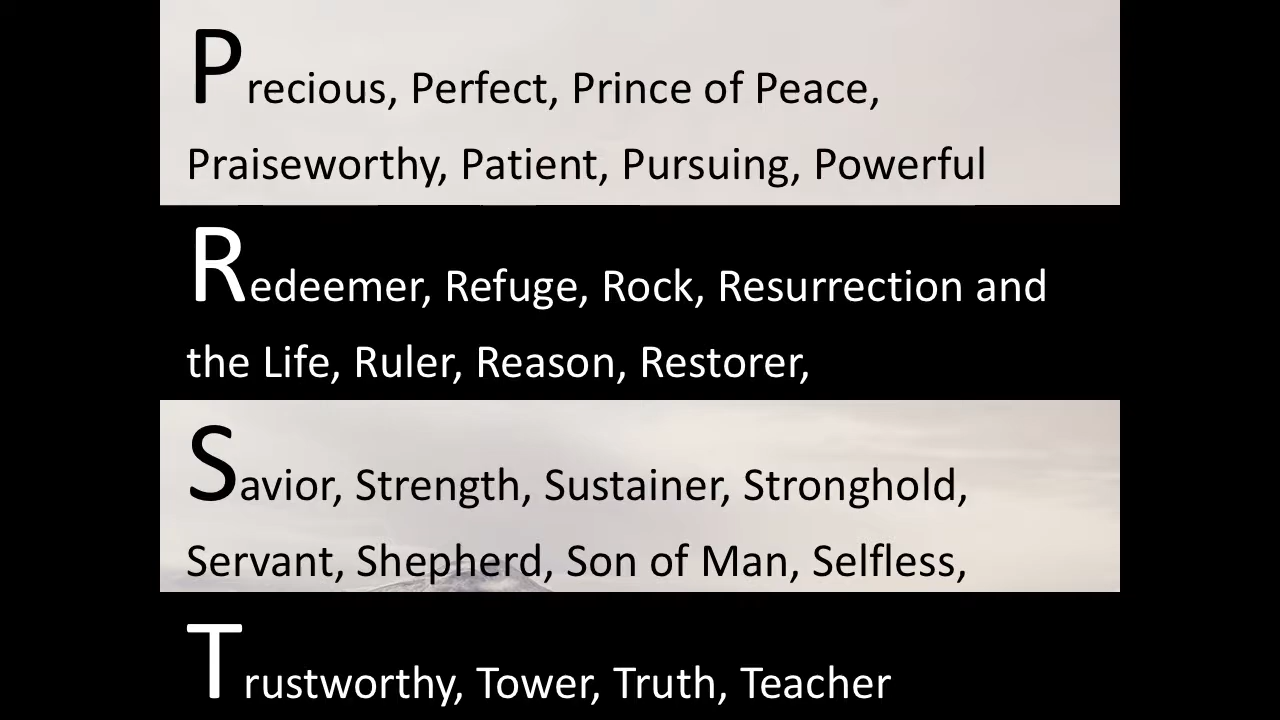 Precious, Perfect, Prince of Peace,
Praiseworthy, Patient, Pursuing, Powerful
Redeemer, Refuge, Rock, Resurrection and
the Life, Ruler, Reason, Restorer,
Savior, Strength, Sustainer, Stronghold,
Servant, Shepherd, Son of Man, Selfless,
Trustworthy, Tower, Truth, Teacher